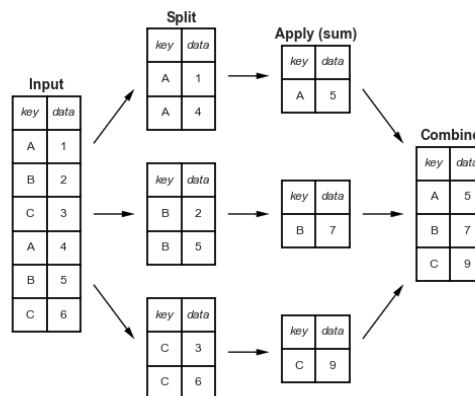 Input
key data
A 1
B 2
C 3
A 4
B 5
C 6
Split
key data
A 1
A 4
key data
B 2
B 5
key data
C 3
C 6
Apply (sum)
key data
A 5
key data
B 7
key data
C 9
Combine
key data
A 5
B 7
C 9